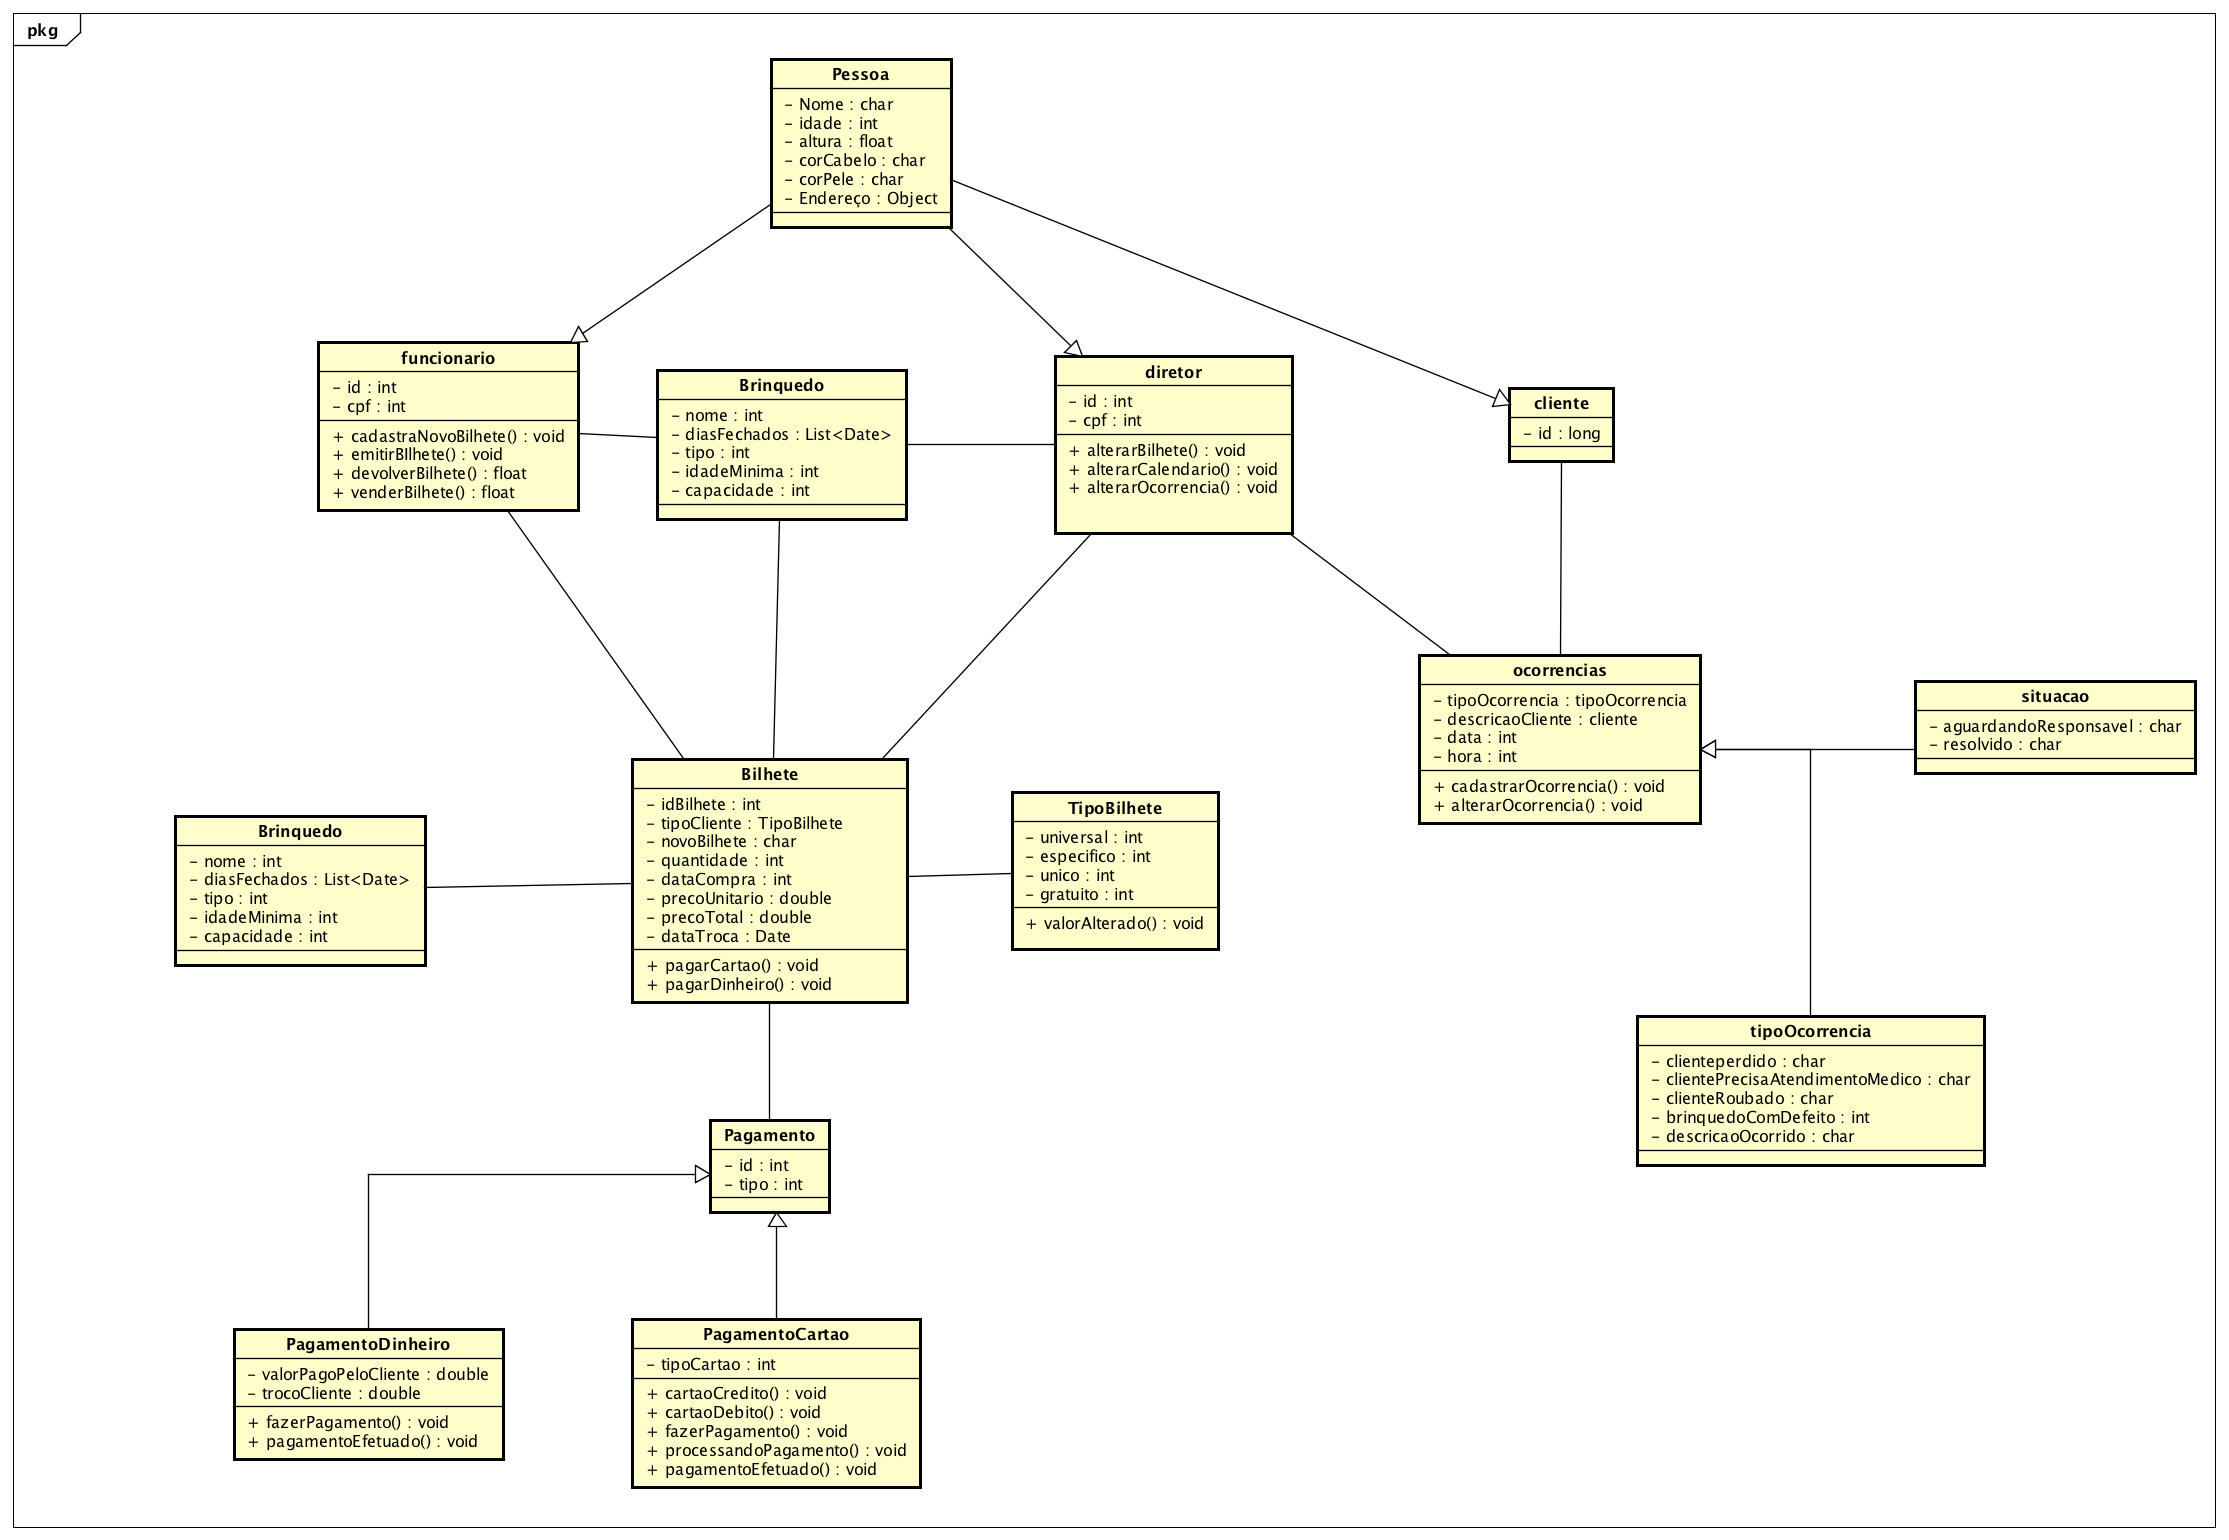 pkg
Pessoa
- Nome : char
- idade : int
- altura : float
- corCabelo : char
- corPele : char
- Endereço : Object
funcionario
- id : int
- cpf : int
+ cadastraNovoBilhete() : void
+ emitirBIlhete() : void
+ devolverBilhete() : float
+ venderBilhete() : float
Brinquedo
- nome : int
- diasFechados : List<Date>
- tipo : int
- idadeMinima : int
- capacidade : int
diretor
- id : int
- cpf : int
+ alterarBilhete() : void
+ alterarCalendario() : void
+ alterarOcorrencia() : void
cliente
- id : long
ocorrencias
- tipoOcorrencia : tipoOcorrencia
- descricaoCliente : cliente
- data : int
- hora : int
+ cadastrarOcorrencia() : void
+ alterarOcorrencia() : void
situacao
- aguardandoResponsavel : char
- resolvido : char
Brinquedo
- nome : int
- diasFechados : List<Date>
- tipo : int
- idadeMinima : int
- capacidade : int
Bilhete
- idBilhete : int
- tipoCliente : TipoBilhete
- novoBilhete : char
- quantidade : int
- dataCompra : int
- precoUnitario : double
- precoTotal : double
- dataTroca : Date
+ pagarCartao() : void
+ pagarDinheiro() : void
TipoBilhete
- universal : int
- especifico : int
- unico : int
- gratuito : int
+ valorAlterado() : void
tipoOcorrencia
- clienteperdido : char
- clientePrecisaAtendimentoMedico : char
- clienteRoubado : char
- brinquedoComDefeito : int
- descricaoOcorrido : char
Pagamento
- id : int
- tipo : int
PagamentoDinheiro
- valorPagoPeloCliente : double
- trocoCliente : double
+ fazerPagamento() : void
+ pagamentoEfetuado() : void
PagamentoCartao
- tipoCartao : int
+ cartaoCredito() : void
+ cartaoDebito() : void
+ fazerPagamento() : void
+ processandoPagamento() : void
+ pagamentoEfetuado() : void